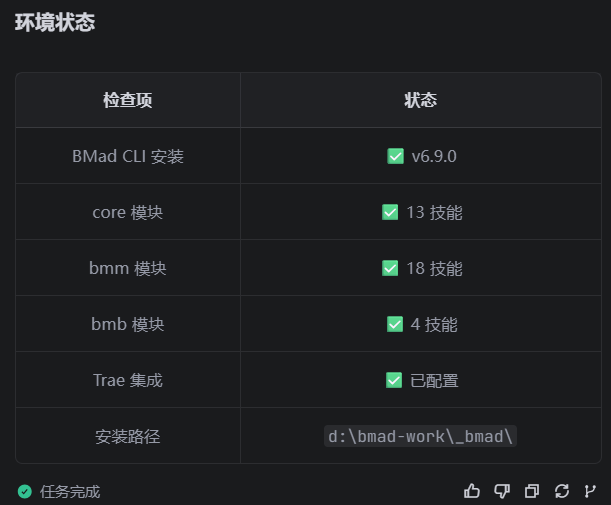 环境状态
检查项 状态
BMad CLI 安装 ✅ v6.9.0
core 模块 ✅ 13 技能
bmm 模块 ✅ 18 技能
bmb 模块 ✅ 4 技能
Trae 集成 ✅ 已配置
安装路径 d:\bmad-work\_bmad\
任务完成